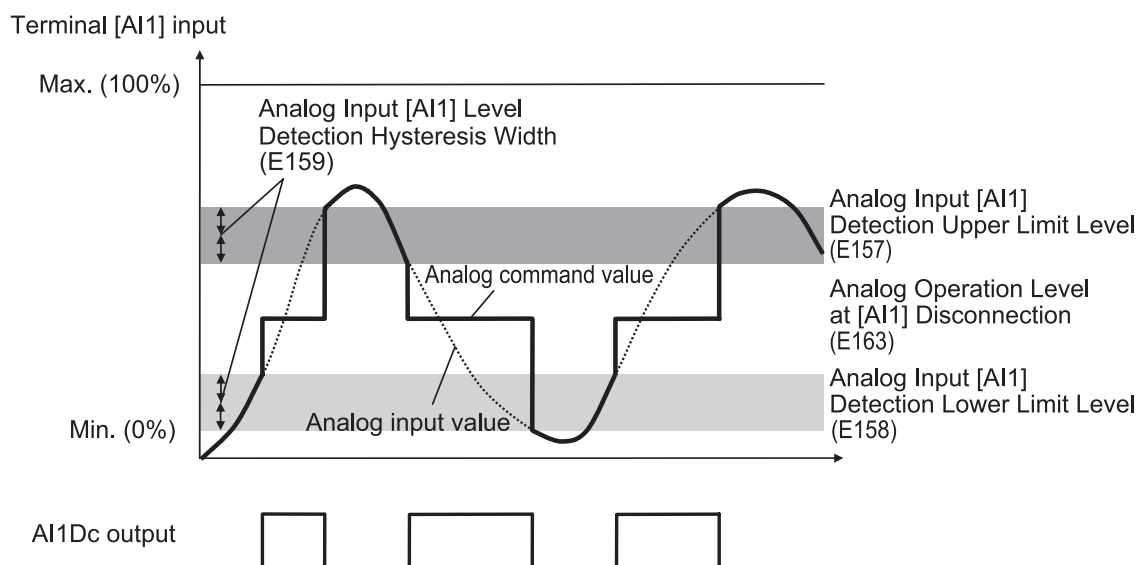 Terminal [AI1] input
Max. (100%)
Analog Input [AI1] Level
Detection Hysteresis Width
(E159)
Analog Input [AI1]
Detection Upper Limit Level
(E157)
Analog command value
Analog Operation Level
at [AI1] Disconnection
(E163)
Analog Input [AI1]
Detection Lower Limit Level
(E158)
Analog input value
Min. (0%)
AI1Dc output